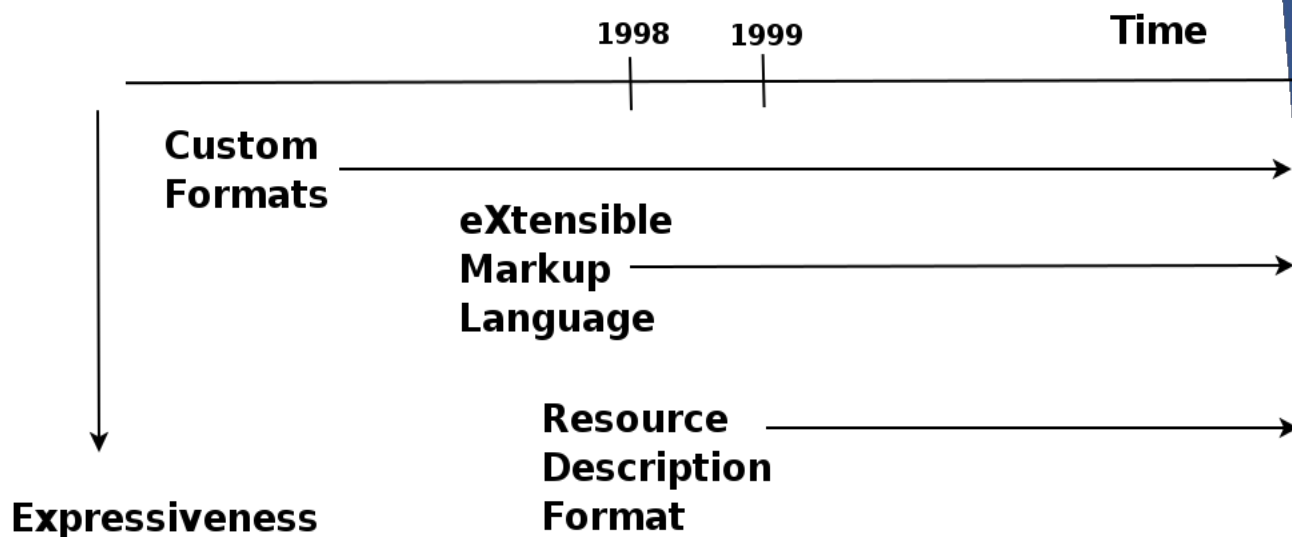 1998 1999 Time
Custom
Formats
eXtensible
Markup
Language
Resource
Description
Format
Expressiveness